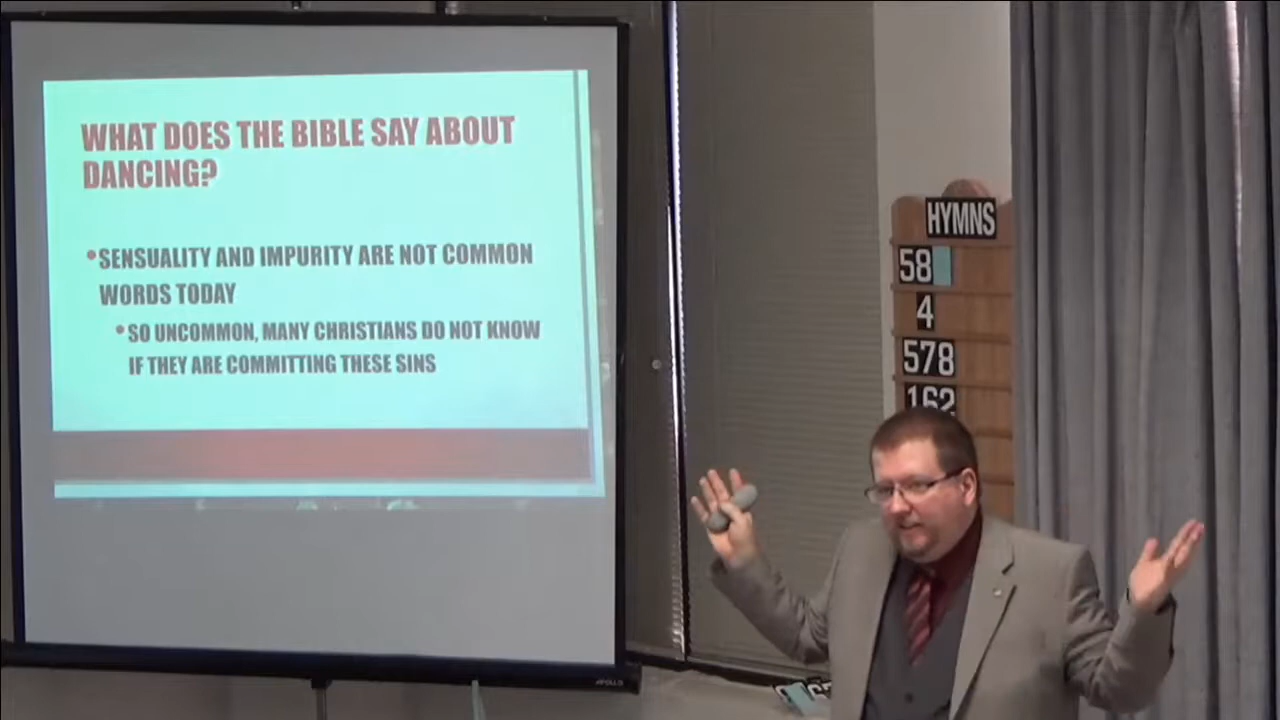 WHAT DOES THE BIBLE SAY ABOUT
DANCING?
•SENSUALITY AND IMPURITY ARE NOT COMMON
WORDS TODAY
•SO UNCOMMON, MANY CHRISTIANS DO NOT KNOW
IF THEY ARE COMMITTING THESE SINS
APOLLO
HYMNS
58
4
578
162